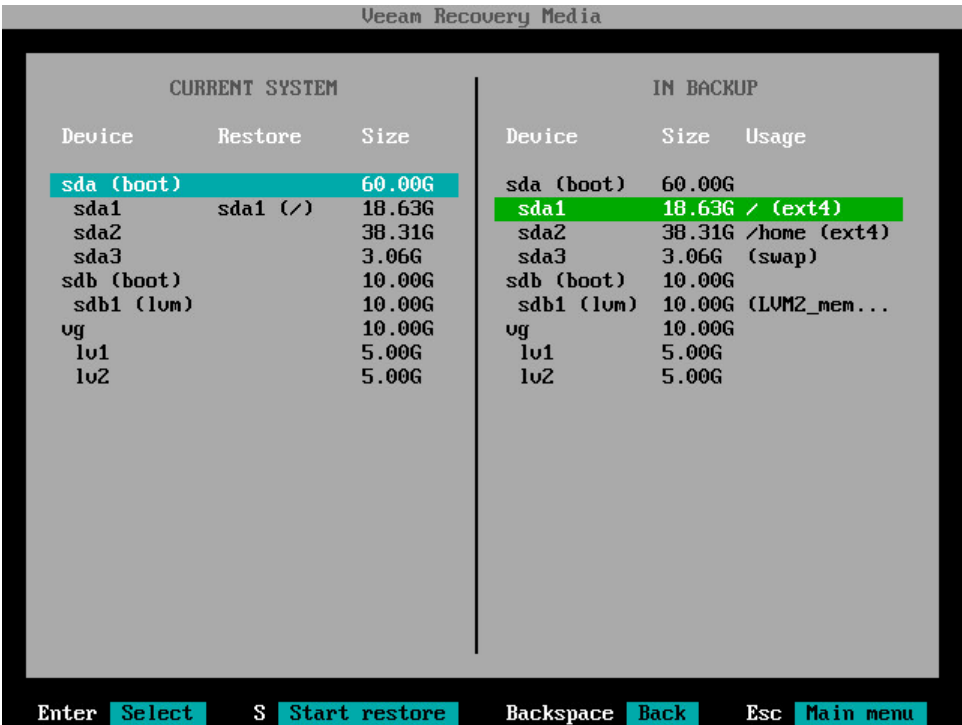 Veeam Recovery Media
CURRENT SYSTEM
Device Restore Size
sda (boot) 60.00G
sda1 sda1 (/) 18.63G
sda2 38.31G
sda3 3.06G
sdb (boot) 10.00G
sdb1 (lvm) 10.00G
vg 10.00G
lv1 5.00G
lv2 5.00G
IN BACKUP
Device Size Usage
sda (boot) 60.00G
sda1 18.63G / (ext4)
sda2 38.31G /home (ext4)
sda3 3.06G (swap)
sdb (boot) 10.00G
sdb1 (lvm) 10.00G (LVM2_mem...
vg 10.00G
lv1 5.00G
lv2 5.00G
Enter Select S Start restore Backspace Back Esc Main menu